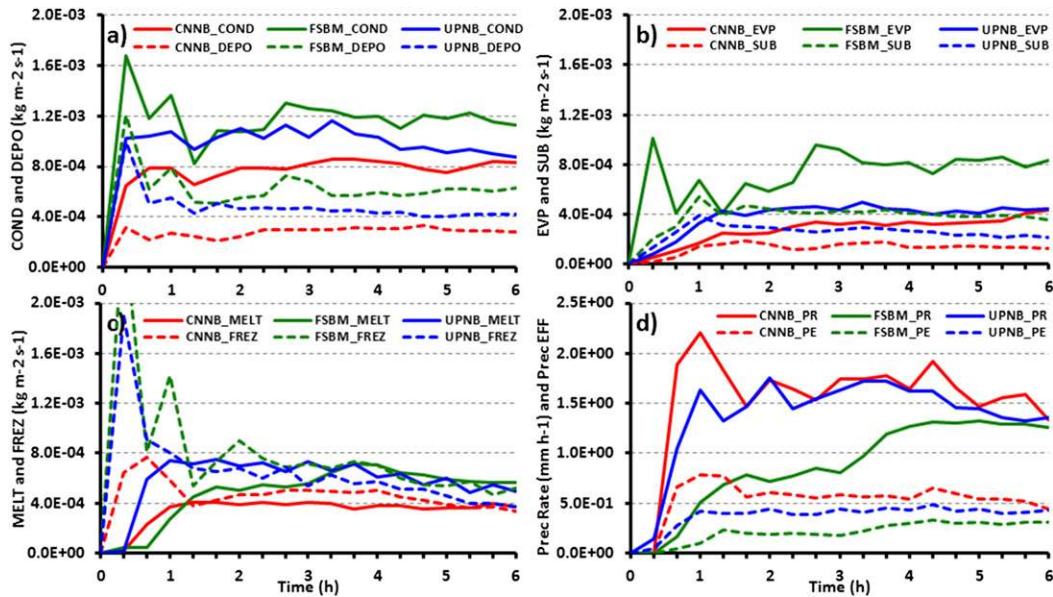 a)
CNNB_COND FSBM_COND UPNB_COND
CNNB_DEPO FSBM_DEPO UPNB_DEPO
COND and DEPO (kg m-2 s-1)
2.0E-03
1.6E-03
1.2E-03
8.0E-04
4.0E-04
0.0E+00
0 1 2 3 4 5 6
b)
CNNB_EVP FSBM_EVP UPNB_EVP
CNNB_SUB FSBM_SUB UPNB_SUB
EVP and SUB (kg m-2 s-1)
2.0E-03
1.6E-03
1.2E-03
8.0E-04
4.0E-04
0.0E+00
0 1 2 3 4 5 6
c)
CNNB_MELT FSBM_MELT UPNB_MELT
CNNB_FREZ FSBM_FREZ UPNB_FREZ
MELT and FREZ (kg m-2 s-1)
2.0E-03
1.6E-03
1.2E-03
8.0E-04
4.0E-04
0.0E+00
0 1 2 3 4 5 6
Time (h)
d)
CNNB_PR FSBM_PR UPNB_PR
CNNB_PE FSBM_PE UPNB_PE
Prec Rate (mm h-1) and Prec EFF
2.5E+00
2.0E+00
1.5E+00
1.0E+00
5.0E-01
0.0E+00
0 1 2 3 4 5 6
Time (h)